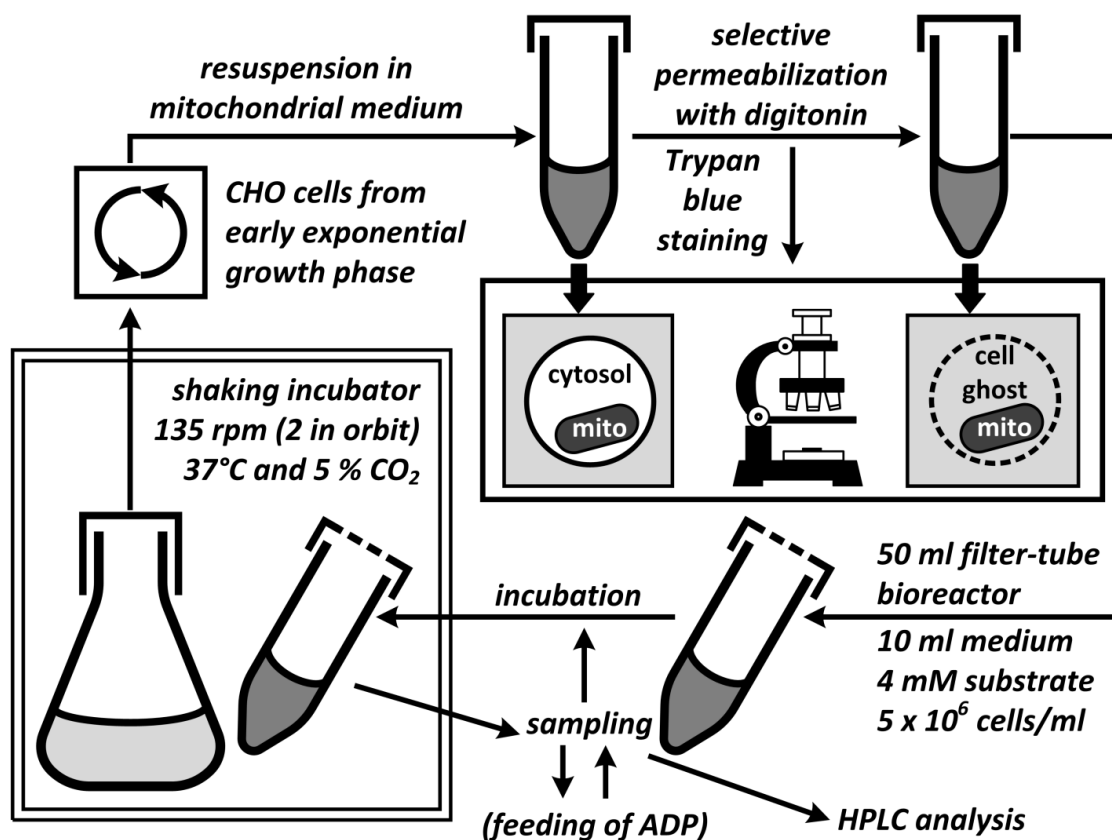 resuspension in
mitochondrial medium
selective
permeabilization
with digitonin
Trypan
blue
staining
CHO cells from
early exponential
growth phase
cytosol
mito
cell
ghost
mito
shaking incubator
135 rpm (2 in orbit)
37°C and 5 % CO₂
incubation
50 ml filter-tube
bioreactor
10 ml medium
4 mM substrate
5 x 10⁶ cells/ml
sampling
(feeding of ADP)
HPLC analysis